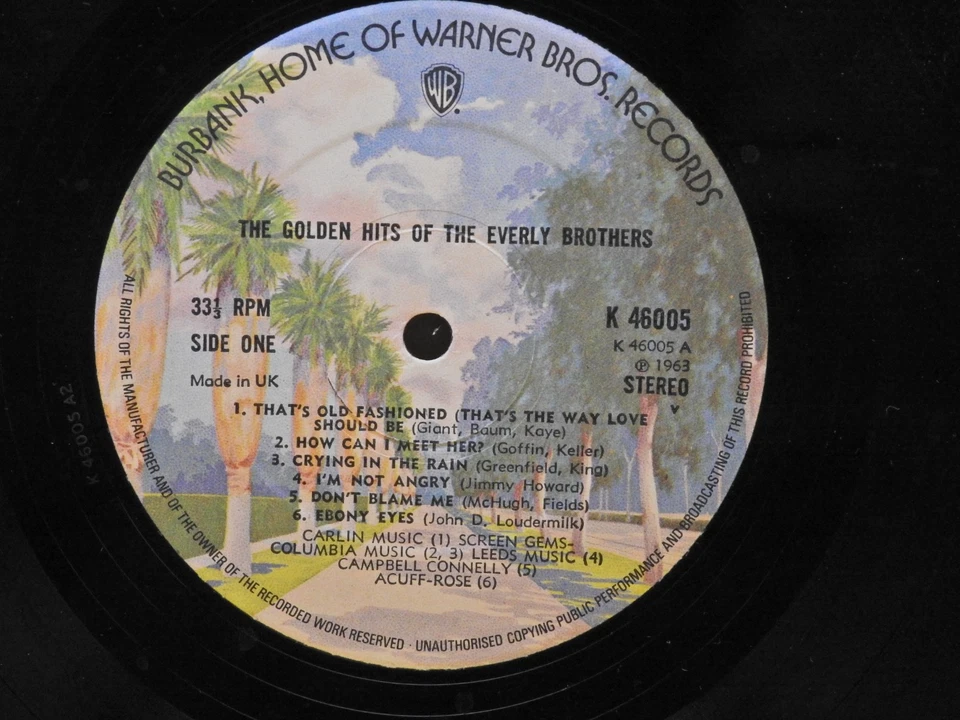 BURBANK, HOME OF WARNER BROS. RECORDS
WB
THE GOLDEN HITS OF THE EVERLY BROTHERS
33⅓ RPM
SIDE ONE
Made in UK
K 46005
K 46005 A
℗ 1963
STEREO
1. THAT'S OLD FASHIONED (THAT'S THE WAY LOVE
SHOULD BE (Giant, Baum, Kaye)
2. HOW CAN I MEET HER? (Goffin, Keller)
3. CRYING IN THE RAIN (Greenfield, King)
4. I'M NOT ANGRY (Jimmy Howard)
5. DON'T BLAME ME (McHugh, Fields)
6. EBONY EYES (John D. Loudermilk)
CARLIN MUSIC (1) SCREEN GEMS-
COLUMBIA MUSIC (2, 3) LEEDS MUSIC (4)
CAMPBELL CONNELLY (5)
ACUFF-ROSE (6)
ALL RIGHTS OF THE MANUFACTURER AND OF THE OWNER OF THE RECORDED WORK RESERVED · UNAUTHORISED COPYING PUBLIC PERFORMANCE AND BROADCASTING OF THIS RECORD PROHIBITED
K 46005 A2